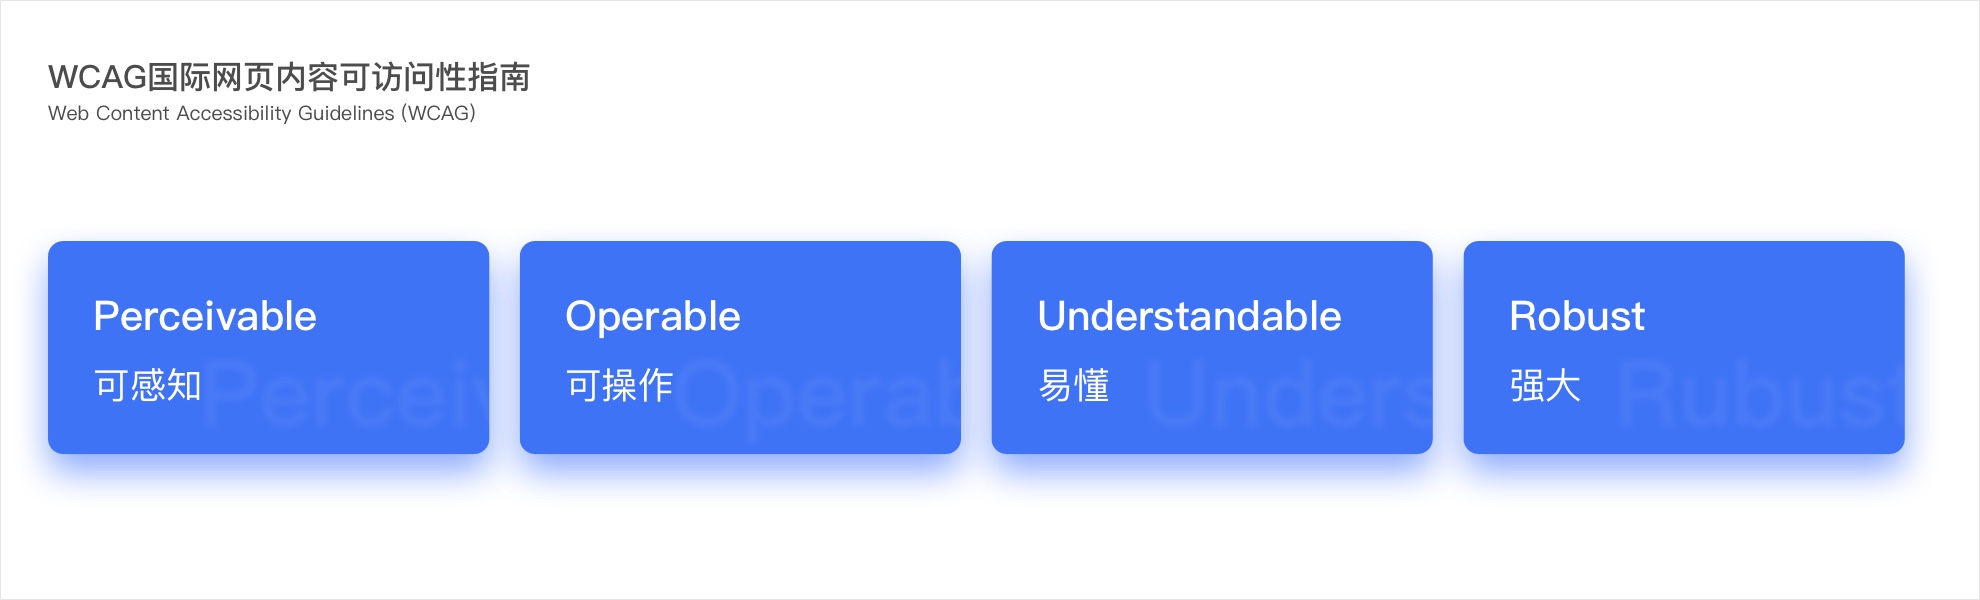 WCAG国际网页内容可访问性指南
Web Content Accessibility Guidelines (WCAG)
Perceivable
可感知
Perceiv
Operable
可操作
Operab
Understandable
易懂
Unders
Robust
强大
Rubust